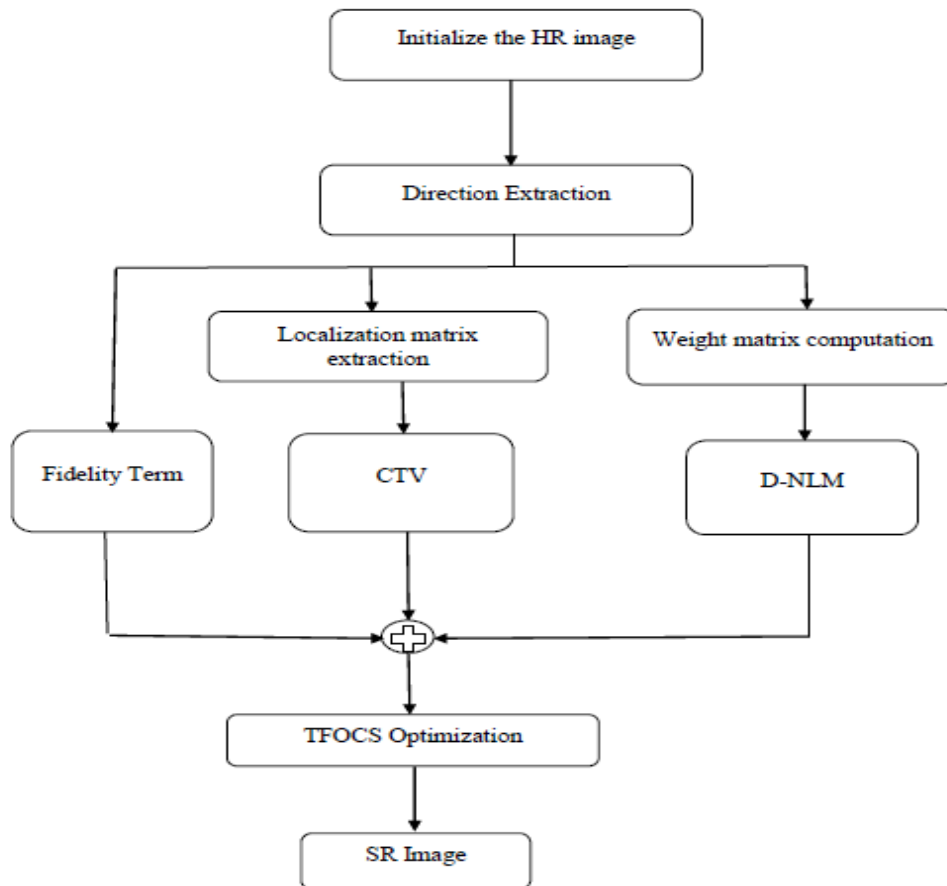 Initialize the HR image
Direction Extraction
Localization matrix
extraction
Weight matrix computation
Fidelity Term
CTV
D-NLM
TFOCS Optimization
SR Image